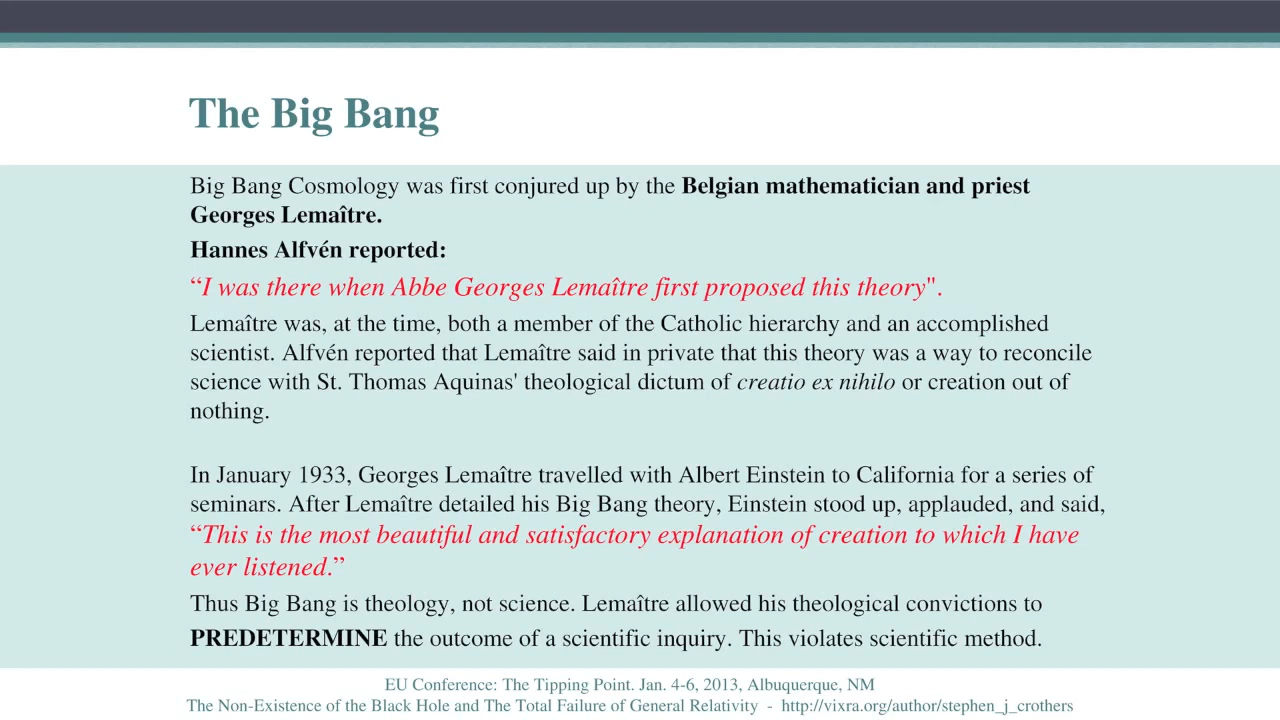 The Big Bang
Big Bang Cosmology was first conjured up by the Belgian mathematician and priest
Georges Lemaître.
Hannes Alfvén reported:
“I was there when Abbe Georges Lemaître first proposed this theory".
Lemaître was, at the time, both a member of the Catholic hierarchy and an accomplished
scientist. Alfvén reported that Lemaître said in private that this theory was a way to reconcile
science with St. Thomas Aquinas' theological dictum of creatio ex nihilo or creation out of
nothing.
In January 1933, Georges Lemaître travelled with Albert Einstein to California for a series of
seminars. After Lemaître detailed his Big Bang theory, Einstein stood up, applauded, and said,
“This is the most beautiful and satisfactory explanation of creation to which I have
ever listened.”
Thus Big Bang is theology, not science. Lemaître allowed his theological convictions to
PREDETERMINE the outcome of a scientific inquiry. This violates scientific method.
EU Conference: The Tipping Point. Jan. 4-6, 2013, Albuquerque, NM
The Non-Existence of the Black Hole and The Total Failure of General Relativity - http://vixra.org/author/stephen_j_crothers